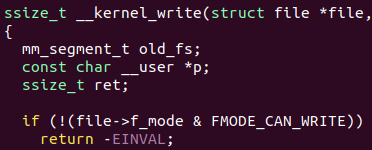 ssize_t __kernel_write(struct file *file,
{
  mm_segment_t old_fs;
  const char __user *p;
  ssize_t ret;

  if (!(file->f_mode & FMODE_CAN_WRITE))
    return -EINVAL;